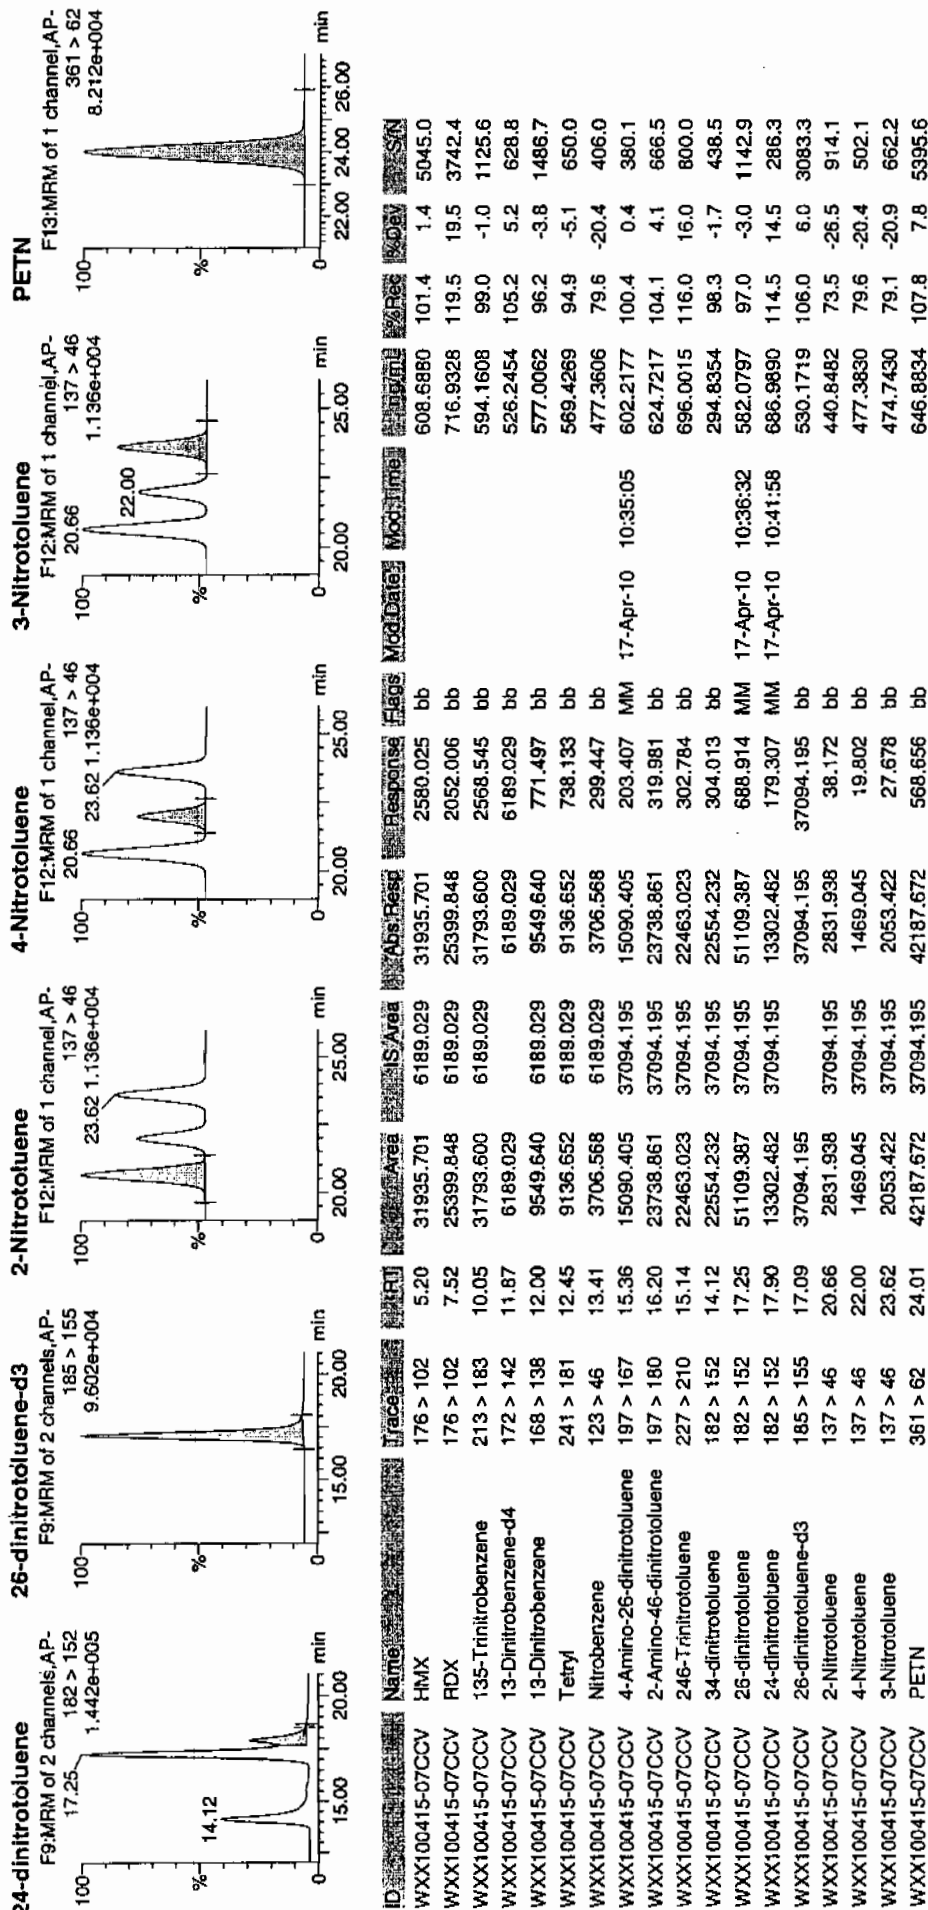 24-dinitrotoluene
F9:MRM of 2 channels,AP-
182 > 152
1.442e+005
17.25
14.12
100
%
0
15.00
20.00
min
26-dinitrotoluene-d3
F9:MRM of 2 channels,AP-
185 > 155
9.602e+004
100
%
0
15.00
20.00
min
2-Nitrotoluene
F12:MRM of 1 channel,AP-
137 > 46
23.62 1.136e+004
100
%
0
20.00
25.00
min
4-Nitrotoluene
F12:MRM of 1 channel,AP-
20.66
137 > 46
23.62 1.136e+004
100
%
0
20.00
25.00
min
3-Nitrotoluene
F12:MRM of 1 channel,AP-
20.66
137 > 46
1.136e+004
22.00
100
%
0
20.00
25.00
min
PETN
F13:MRM of 1 channel,AP-
361 > 62
8.212e+004
100
%
0
22.00
24.00
26.00
min
ID Name Trace RT Area IS Area Abs.Resp Response Flags Mod.Date Mod.Time ng/ml %Rec %Dev S/N
WXX100415-07CCV HMX 176 > 102 5.20 31935.701 6189.029 31935.701 2580.025 bb 608.6880 101.4 1.4 5045.0
WXX100415-07CCV RDX 176 > 102 7.52 25399.848 6189.029 25399.848 2052.006 bb 716.9328 119.5 19.5 3742.4
WXX100415-07CCV 135-Trinitrobenzene 213 > 183 10.05 31793.600 6189.029 31793.600 2568.545 bb 594.1608 99.0 -1.0 1125.6
WXX100415-07CCV 13-Dinitrobenzene-d4 172 > 142 11.87 6189.029 6189.029 6189.029 bb 526.2454 105.2 5.2 628.8
WXX100415-07CCV 13-Dinitrobenzene 168 > 138 12.00 9549.640 6189.029 9549.640 771.497 bb 577.0062 96.2 -3.8 1486.7
WXX100415-07CCV Tetryl 241 > 181 12.45 9136.652 6189.029 9136.652 738.133 bb 569.4269 94.9 -5.1 650.0
WXX100415-07CCV Nitrobenzene 123 > 46 13.41 3706.568 6189.029 3706.568 299.447 bb 477.3606 79.6 -20.4 406.0
WXX100415-07CCV 4-Amino-26-dinitrotoluene 197 > 167 15.36 15090.405 37094.195 15090.405 203.407 MM 17-Apr-10 10:35:05 602.2177 100.4 0.4 380.1
WXX100415-07CCV 2-Amino-46-dinitrotoluene 197 > 180 16.20 23738.861 37094.195 23738.861 319.981 bb 624.7217 104.1 4.1 666.5
WXX100415-07CCV 246-Trinitrotoluene 227 > 210 15.14 22463.023 37094.195 22463.023 302.784 bb 696.0015 116.0 16.0 600.0
WXX100415-07CCV 34-dinitrotoluene 182 > 152 14.12 22554.232 37094.195 22554.232 304.013 bb 294.8354 98.3 -1.7 438.5
WXX100415-07CCV 26-dinitrotoluene 182 > 152 17.25 51109.387 37094.195 51109.387 688.914 MM 17-Apr-10 10:36:32 582.0797 97.0 -3.0 1142.9
WXX100415-07CCV 24-dinitrotoluene 182 > 152 17.90 13302.482 37094.195 13302.482 179.307 MM 17-Apr-10 10:41:58 686.9890 114.5 14.5 286.3
WXX100415-07CCV 26-dinitrotoluene-d3 185 > 155 17.09 37094.195 37094.195 37094.195 bb 530.1719 106.0 6.0 3083.3
WXX100415-07CCV 2-Nitrotoluene 137 > 46 20.66 2831.938 37094.195 2831.938 38.172 bb 440.8482 73.5 -26.5 914.1
WXX100415-07CCV 4-Nitrotoluene 137 > 46 22.00 1469.045 37094.195 1469.045 19.802 bb 477.3830 79.6 -20.4 502.1
WXX100415-07CCV 3-Nitrotoluene 137 > 46 23.62 2053.422 37094.195 2053.422 27.678 bb 474.7430 79.1 -20.9 662.2
WXX100415-07CCV PETN 361 > 62 24.01 42187.672 37094.195 42187.672 568.656 bb 646.8834 107.8 7.8 5395.6